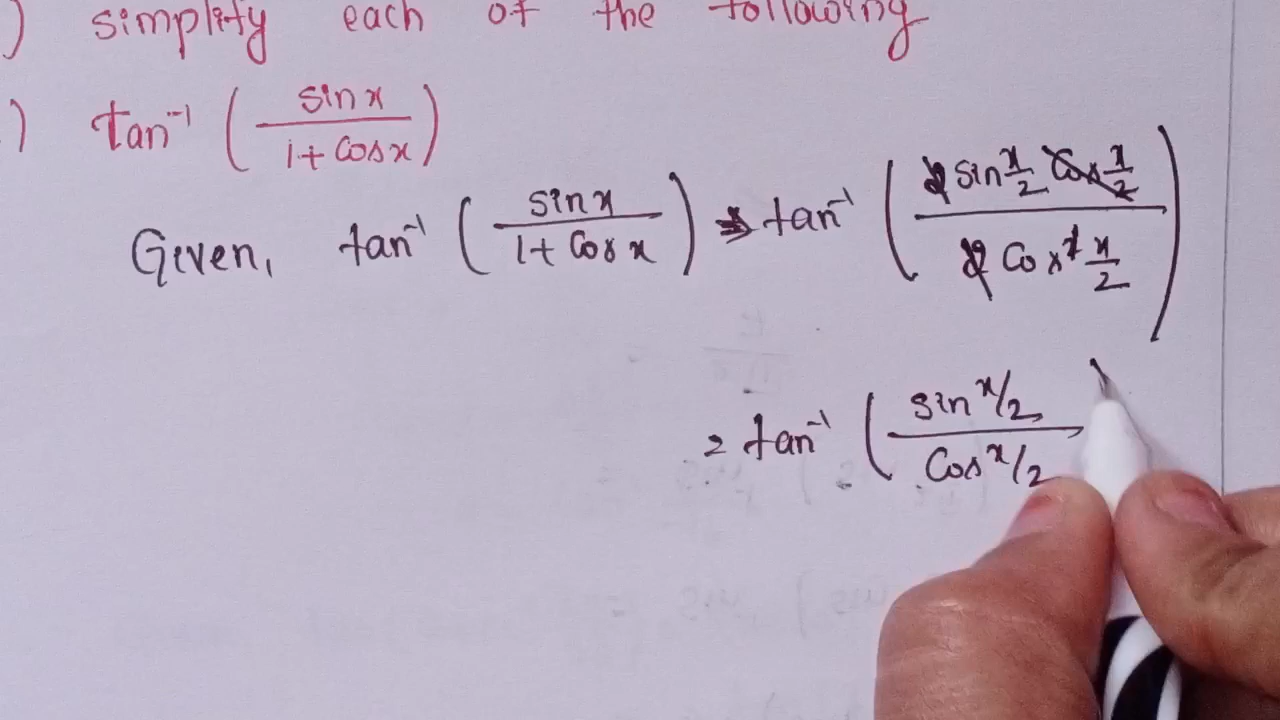 ) simplify each of the following
) tan⁻¹ ( sin x / 1 + cos x )
Given, tan⁻¹ ( sin x / 1 + cos x ) = tan⁻¹ ( 2 sin x/2 cos x/2 / 2 cos² x/2 )
= tan⁻¹ ( sin x/2 / cos x/2